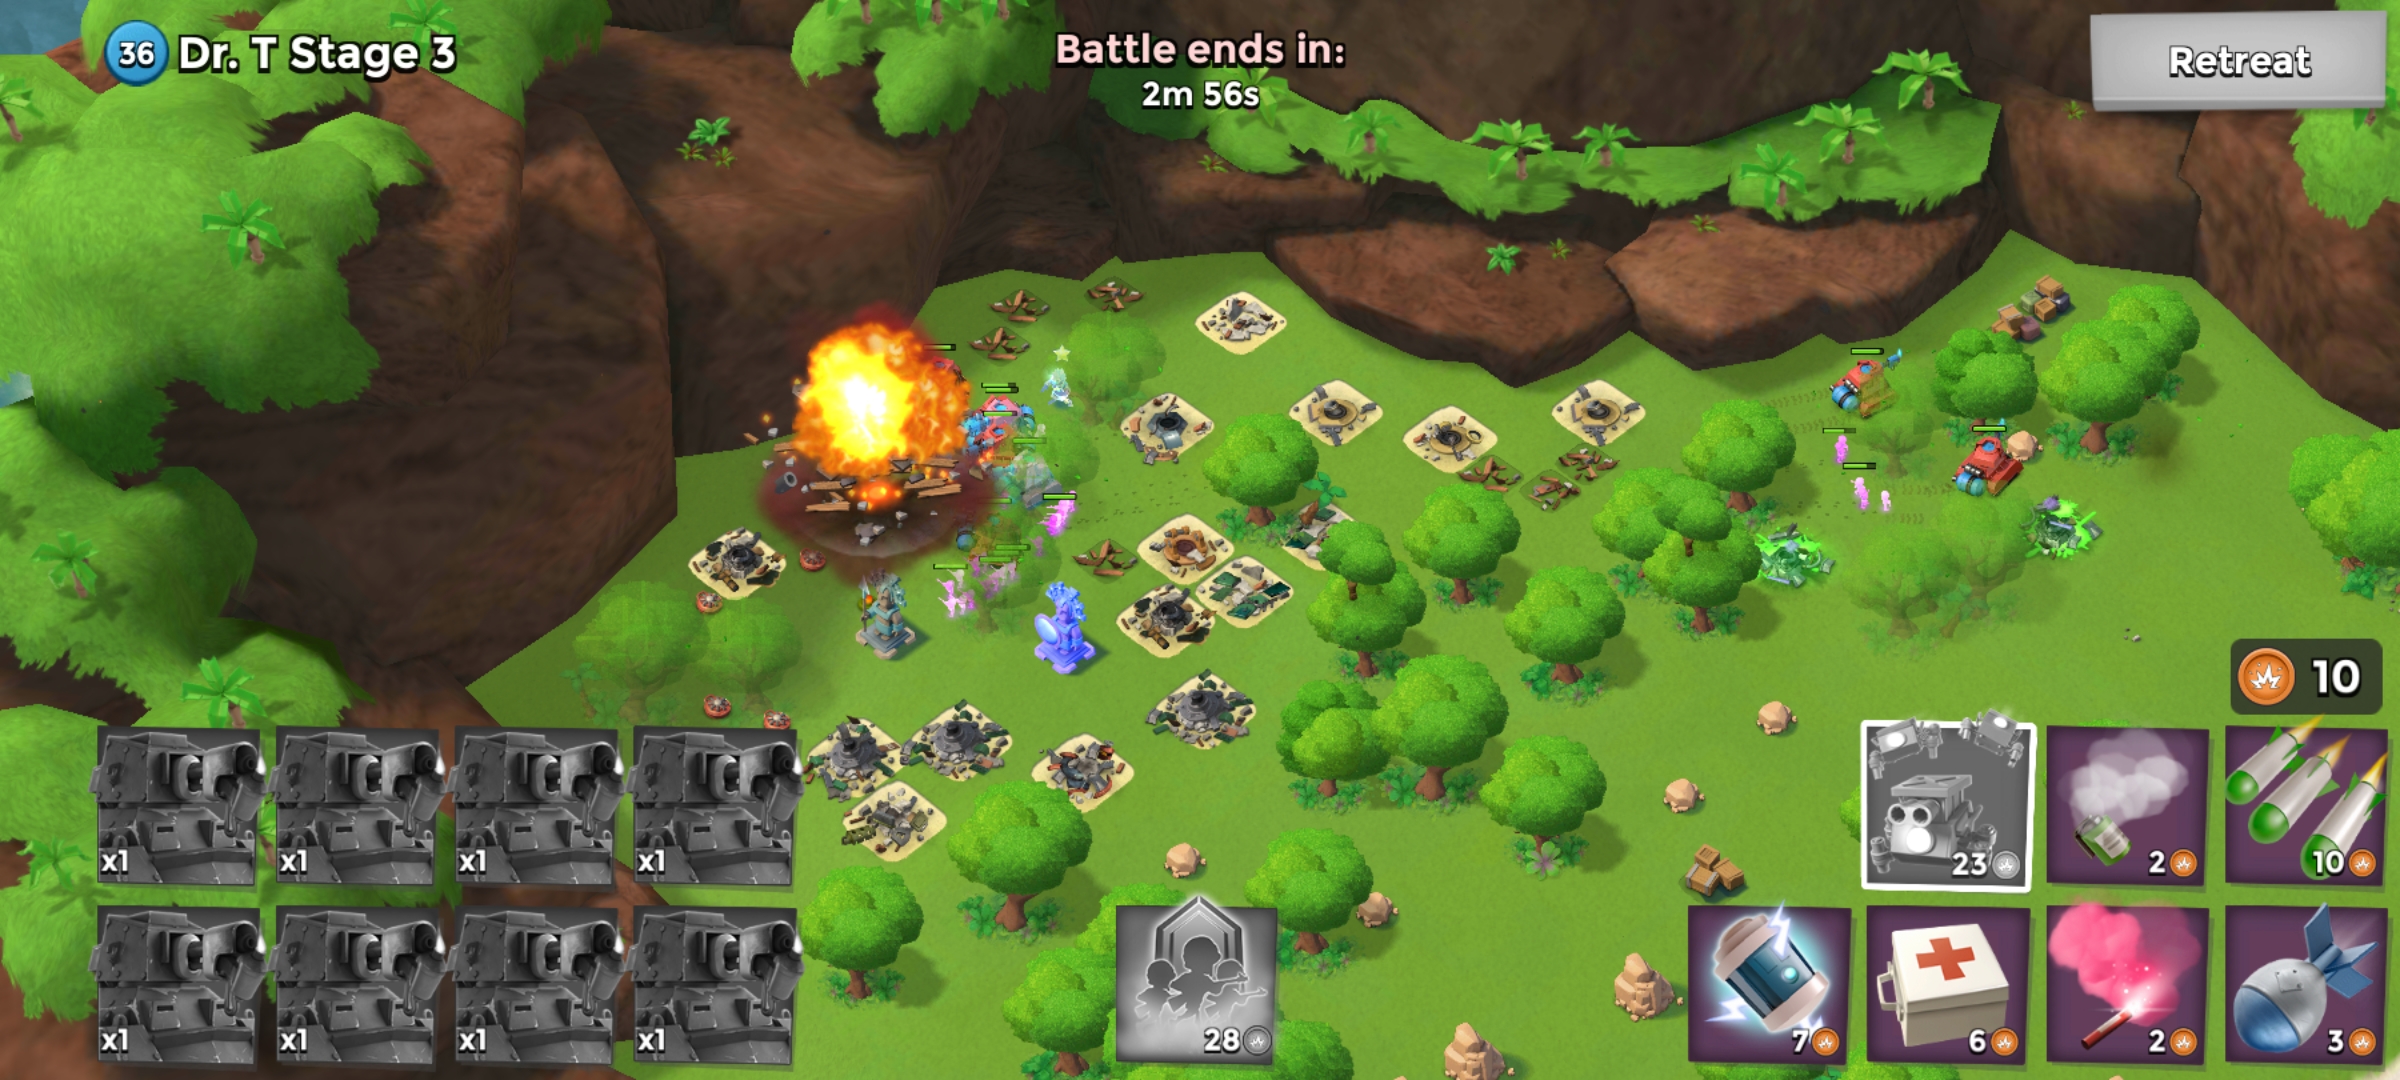 36 Dr. T Stage 3
Battle ends in:
2m 56s
Retreat
10
x1 x1 x1 x1
23 2 10
x1 x1 x1 x1
28
7 6 2 3